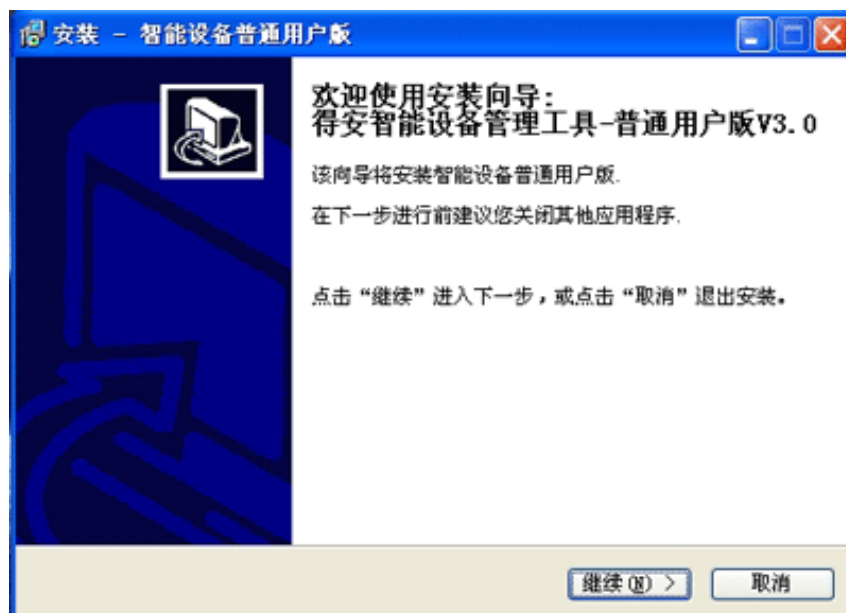 安装 - 智能设备普通用户版
欢迎使用安装向导:
得安智能设备管理工具-普通用户版V3.0
该向导将安装智能设备普通用户版.
在下一步进行前建议您关闭其他应用程序.
点击“继续”进入下一步，或点击“取消”退出安装。
继续(N) >
取消